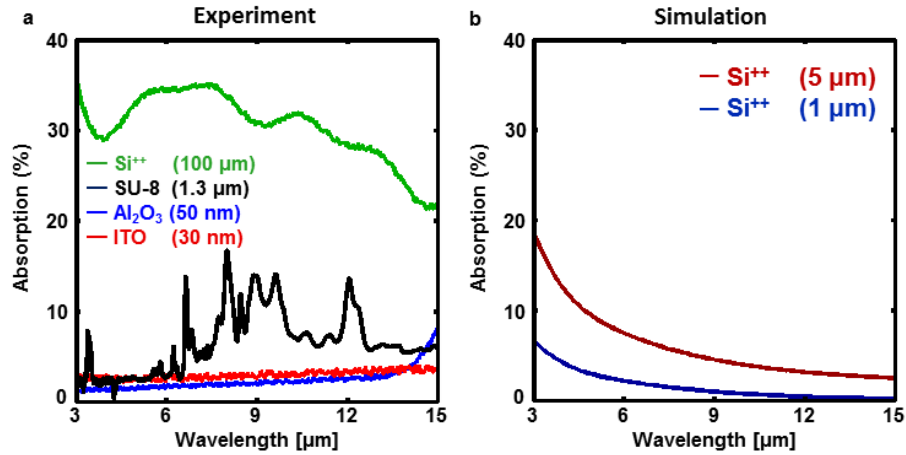 a
Experiment
40
30
20
10
0
Absorption (%)
Si⁺⁺ (100 µm)
SU-8 (1.3 µm)
Al₂O₃ (50 nm)
ITO (30 nm)
3 6 9 12 15
Wavelength [µm]
b
Simulation
40
30
20
10
0
Absorption (%)
Si⁺⁺ (5 µm)
Si⁺⁺ (1 µm)
3 6 9 12 15
Wavelength [µm]